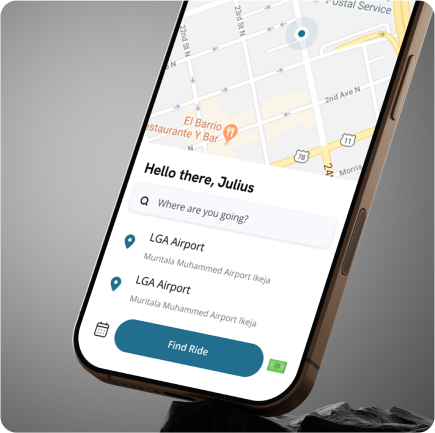 Postal Service
22nd St N
23rd St N
N
2nd Ave N
El Barrio
estaurante Y Bar
N
11
78
24
Morris
Hello there, Julius
Where are you going?
LGA Airport
Muritala Muhammed Airport Ikeja
LGA Airport
Muritala Muhammed Airport Ikeja
Find Ride